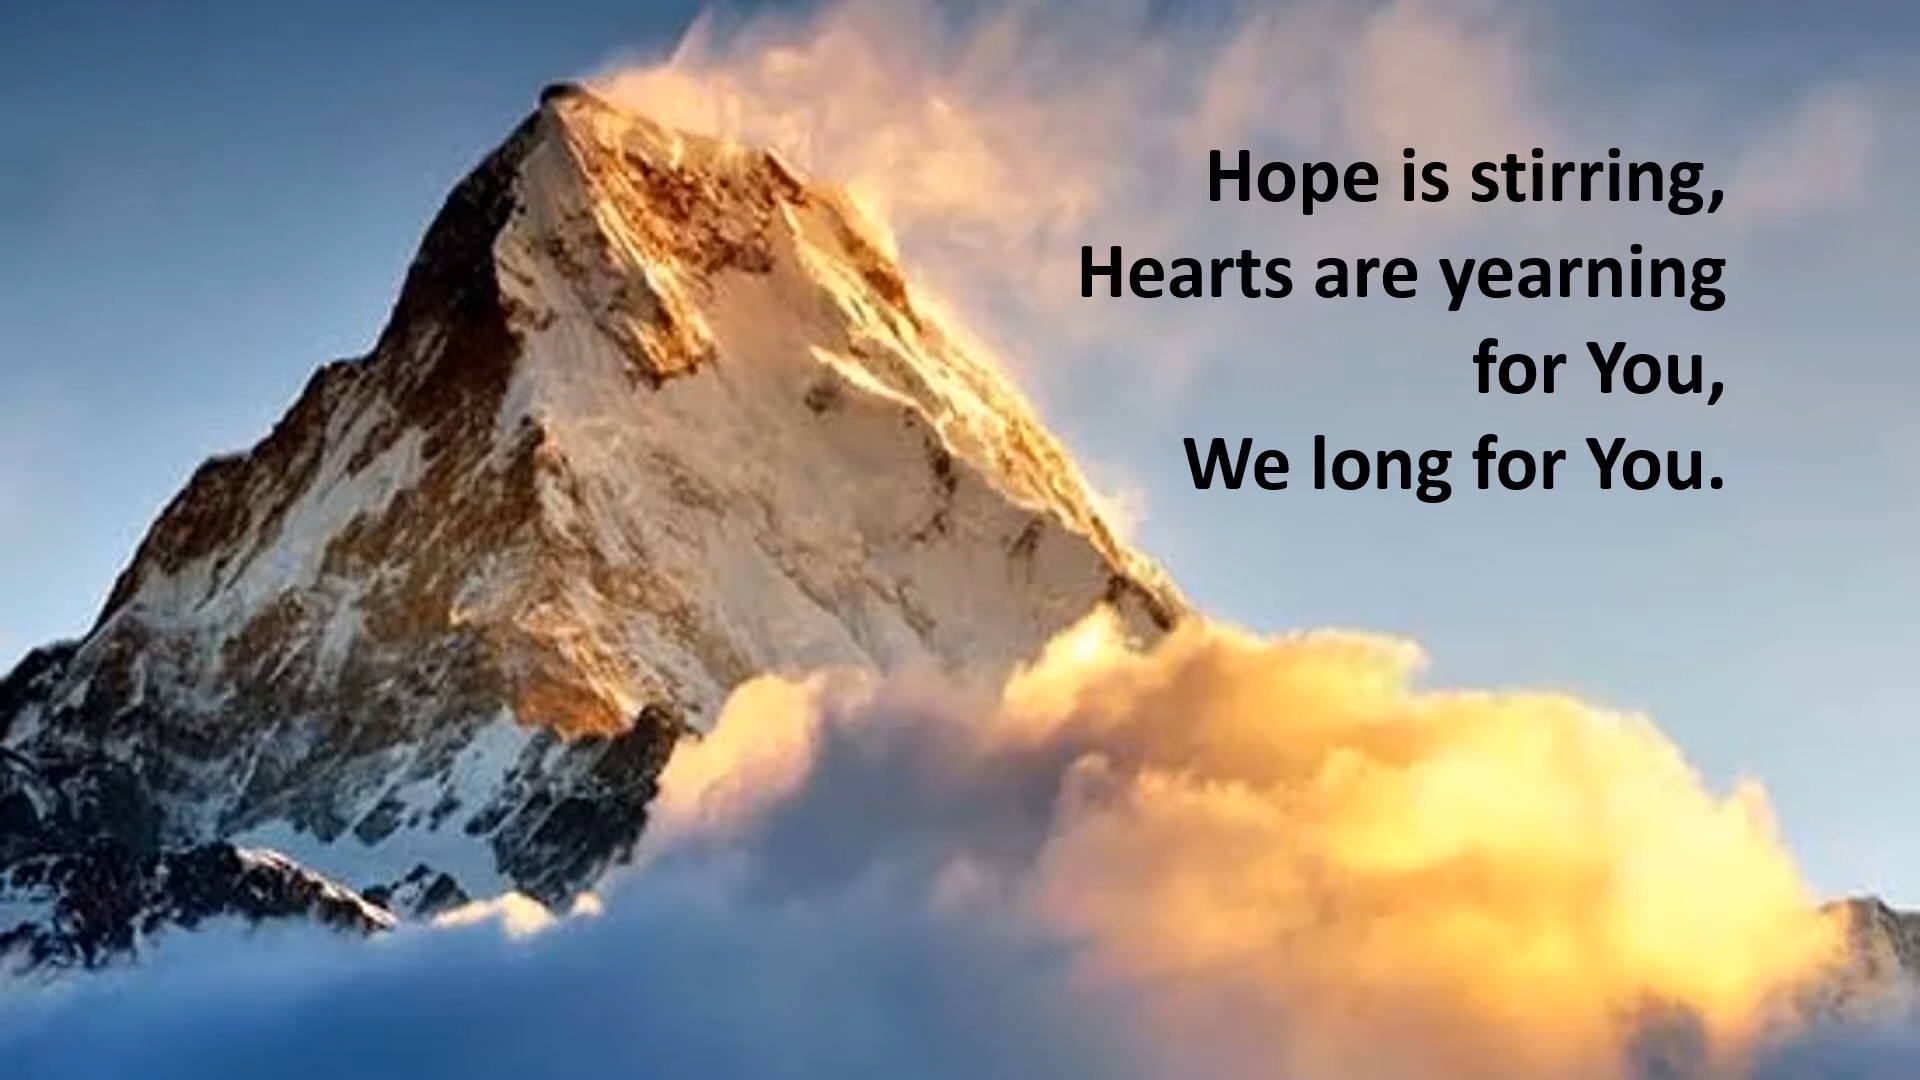 Hope is stirring,
Hearts are yearning
for You,
We long for You.